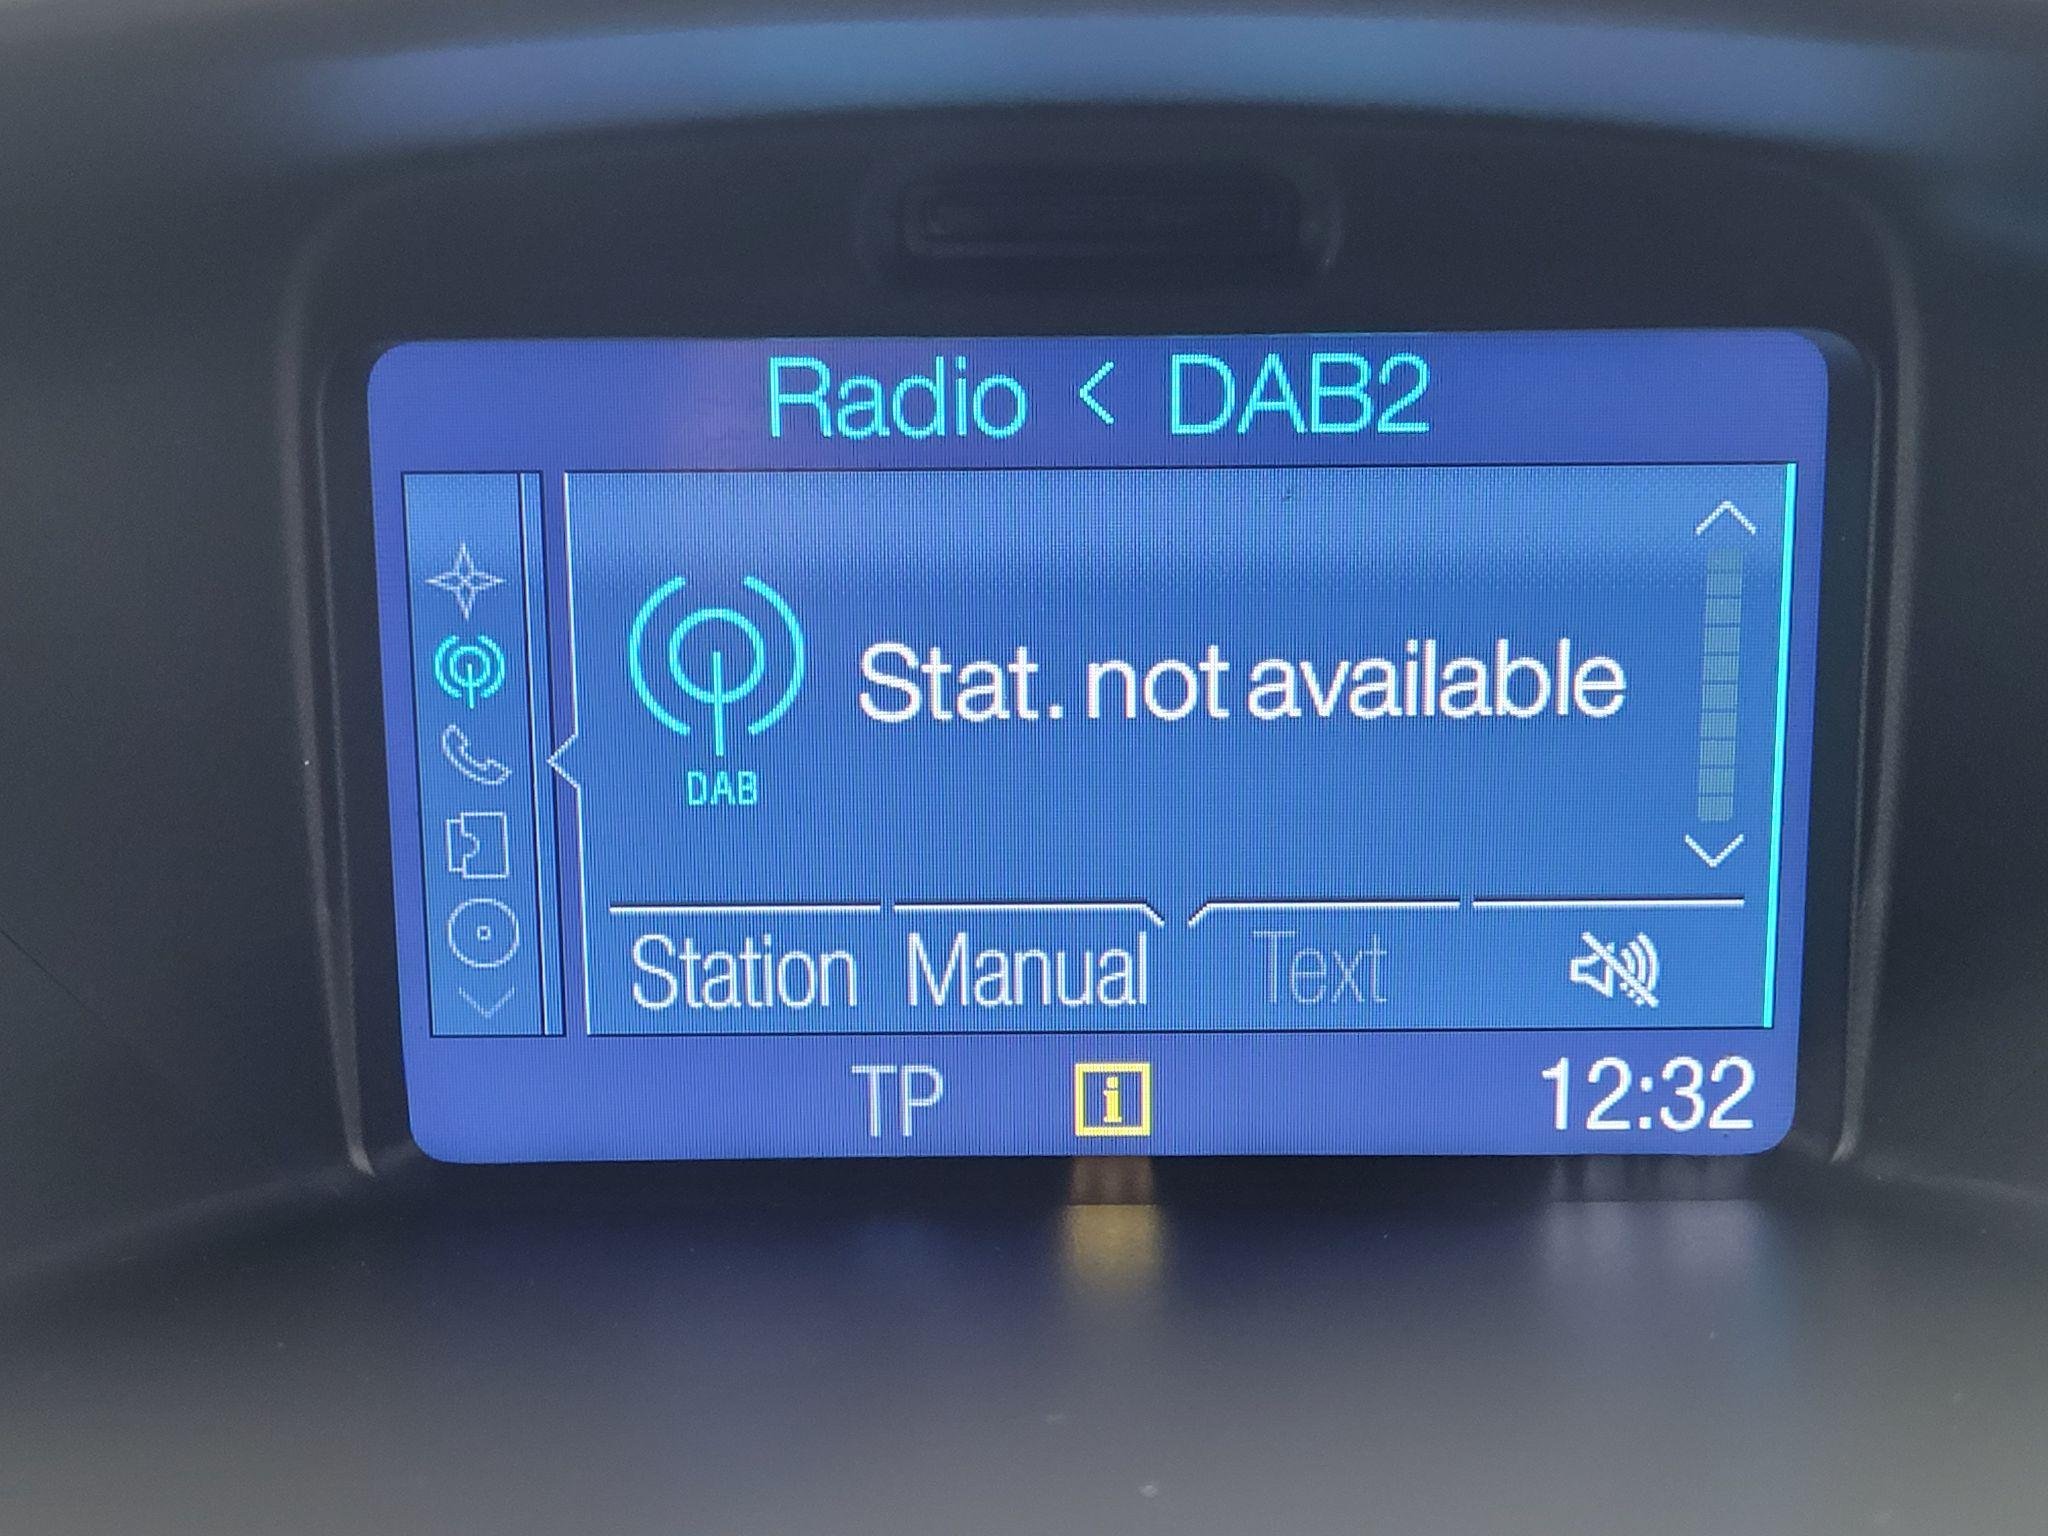 Radio < DAB2
Stat. not available
DAB
Station Manual Text
TP i 12:32